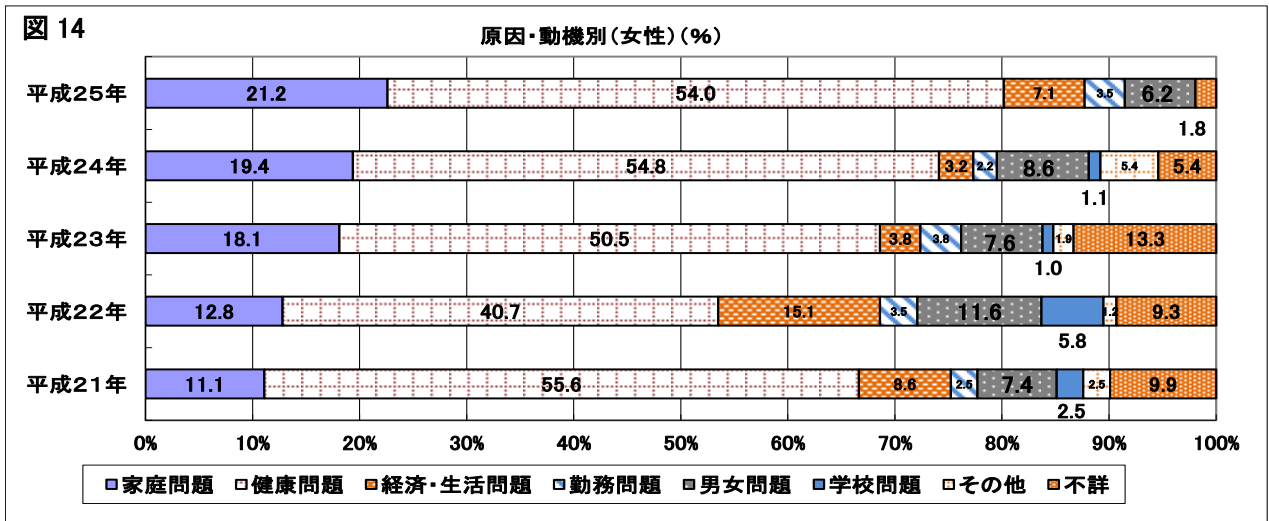 図 14
原因・動機別(女性)(%)
平成25年 21.2 54.0 7.1 3.5 6.2
1.8
平成24年 19.4 54.8 3.2 2.2 8.6 5.4 5.4
1.1
平成23年 18.1 50.5 3.8 3.8 7.6 1.9 13.3
1.0
平成22年 12.8 40.7 15.1 3.5 11.6 1.2 9.3
5.8
平成21年 11.1 55.6 8.6 2.5 7.4 2.5 9.9
2.5
0% 10% 20% 30% 40% 50% 60% 70% 80% 90% 100%
家庭問題 健康問題 経済・生活問題 勤務問題 男女問題 学校問題 その他 不詳